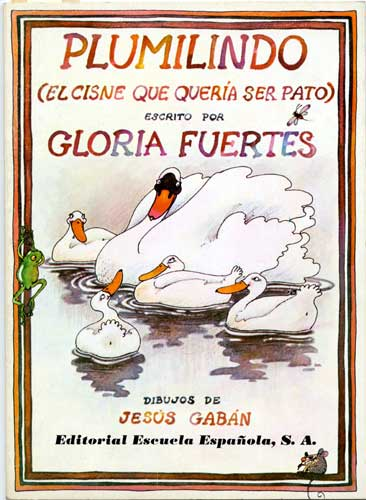 PLUMILINDO
(EL CISNE QUE QUERÍA SER PATO)
ESCRITO POR
GLORIA FUERTES
DIBUJOS DE
JESÚS GABÁN
Editorial Escuela Española, S. A.